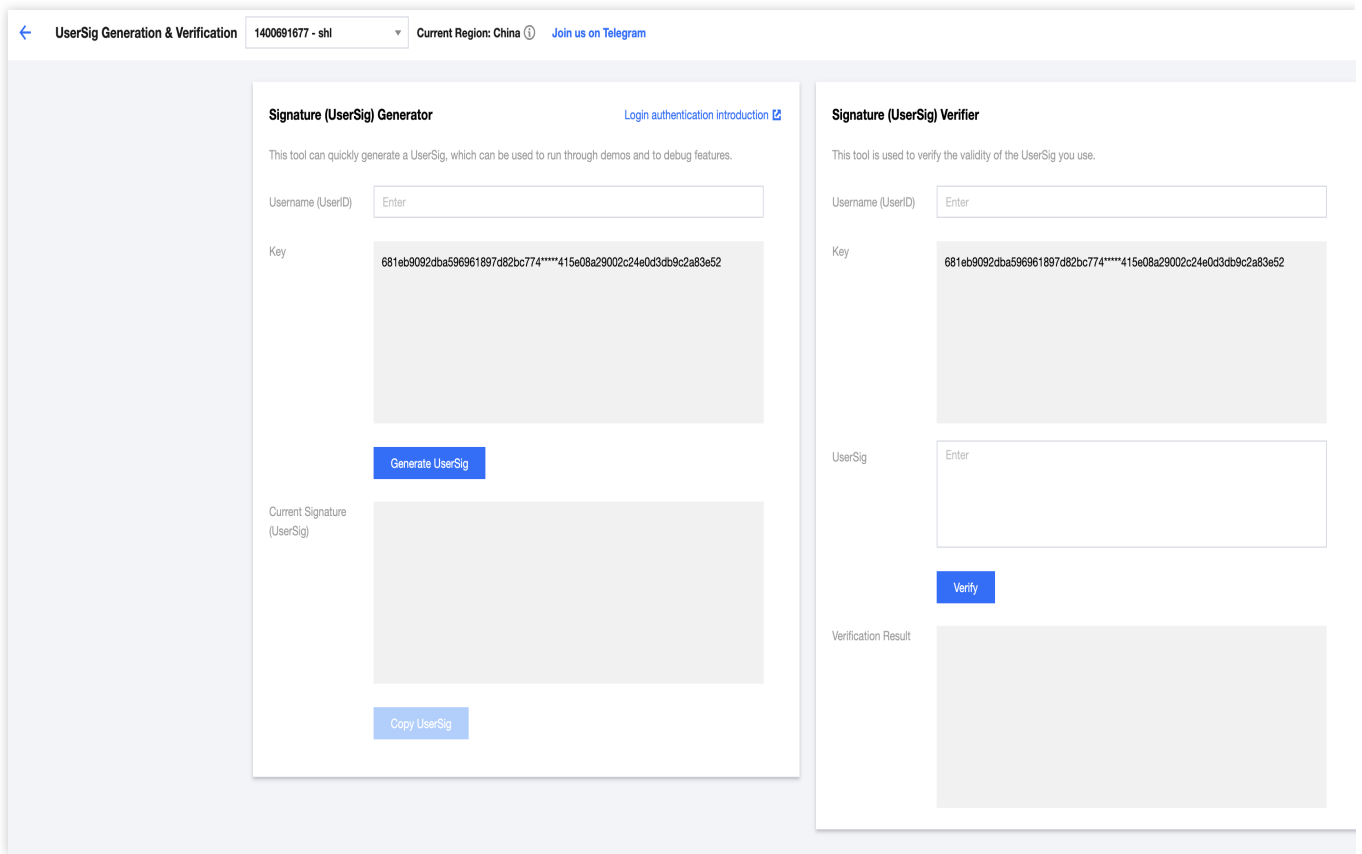 UserSig Generation & Verification 1400691677 - shl Current Region: China Join us on Telegram
Signature (UserSig) Generator Login authentication introduction
This tool can quickly generate a UserSig, which can be used to run through demos and to debug features.
Username (UserID) Enter
Key 681eb9092dba596961897d82bc774*****415e08a29002c24e0d3db9c2a83e52
Generate UserSig
Current Signature
(UserSig)
Copy UserSig
Signature (UserSig) Verifier
This tool is used to verify the validity of the UserSig you use.
Username (UserID) Enter
Key 681eb9092dba596961897d82bc774*****415e08a29002c24e0d3db9c2a83e52
UserSig Enter
Verify
Verification Result